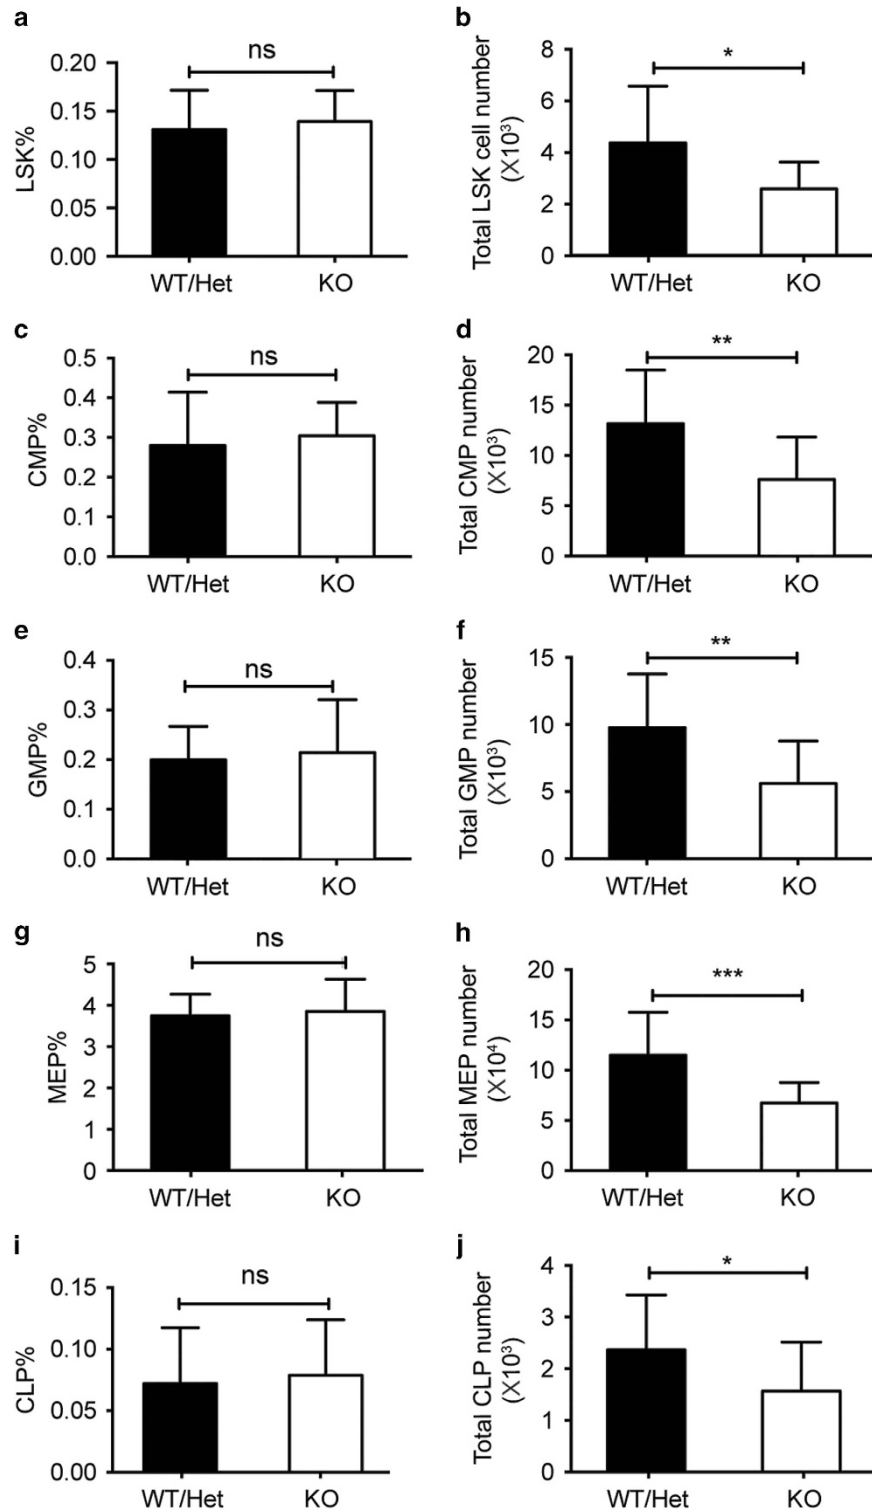 a
ns
LSK%
0.20
0.15
0.10
0.05
0.00
WT/Het KO
b
*
Total LSK cell number
(X10³)
8
6
4
2
0
WT/Het KO
c
ns
CMP%
0.5
0.4
0.3
0.2
0.1
0.0
WT/Het KO
d
**
Total CMP number
(X10³)
20
15
10
5
0
WT/Het KO
e
ns
GMP%
0.4
0.3
0.2
0.1
0.0
WT/Het KO
f
**
Total GMP number
(X10³)
15
10
5
0
WT/Het KO
g
ns
MEP%
5
4
3
2
1
0
WT/Het KO
h
***
Total MEP number
(X10⁴)
20
15
10
5
0
WT/Het KO
i
ns
CLP%
0.15
0.10
0.05
0.00
WT/Het KO
j
*
Total CLP number
(X10³)
4
3
2
1
0
WT/Het KO